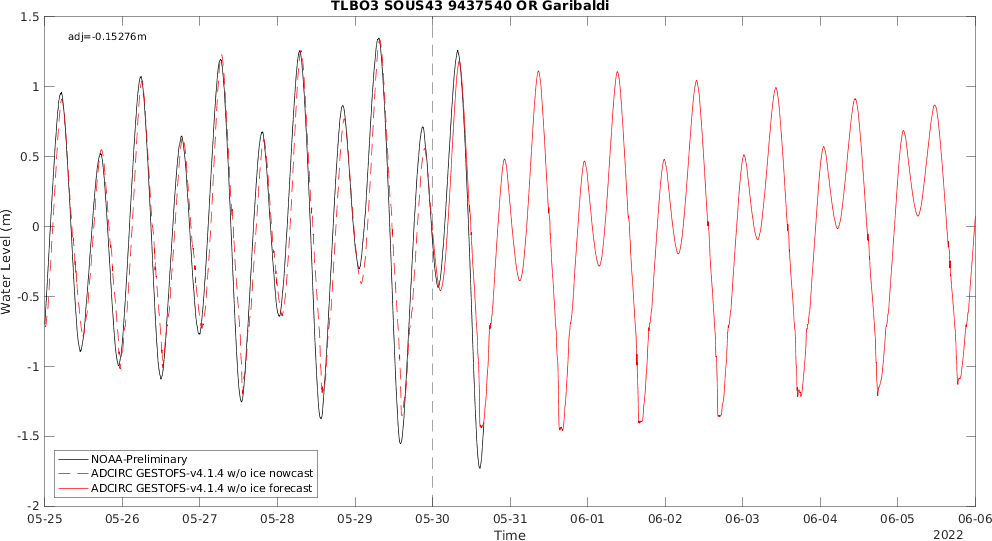 TLBO3 SOUS43 9437540 OR Garibaldi
adj=-0.15276m
1.5
1
0.5
0
-0.5
-1
-1.5
-2
Water Level (m)
NOAA-Preliminary
ADCIRC GESTOFS-v4.1.4 w/o ice nowcast
ADCIRC GESTOFS-v4.1.4 w/o ice forecast
05-25 05-26 05-27 05-28 05-29 05-30 05-31 06-01 06-02 06-03 06-04 06-05 06-06
Time
2022